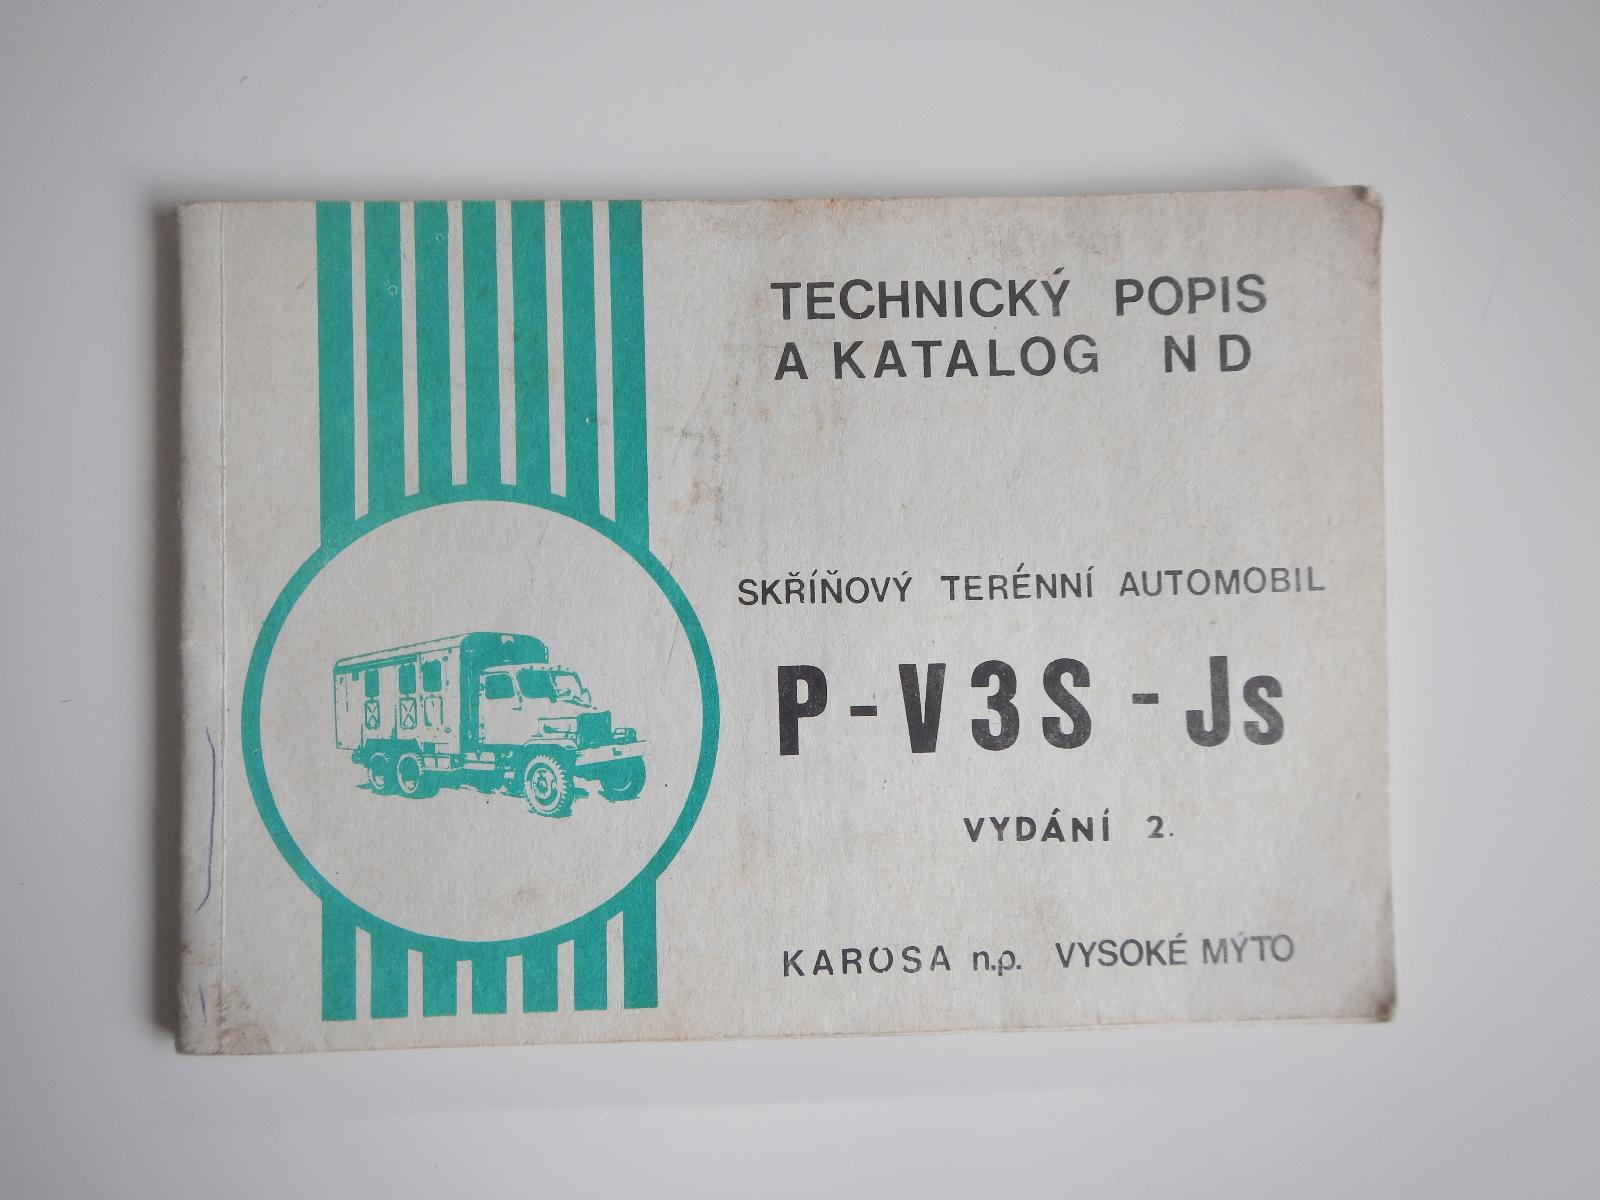 TECHNICKÝ POPIS
A KATALOG ND
SKŘÍŇOVÝ TERÉNNÍ AUTOMOBIL
P-V3S-Js
VYDÁNÍ 2.
KAROSA n.p. VYSOKÉ MÝTO